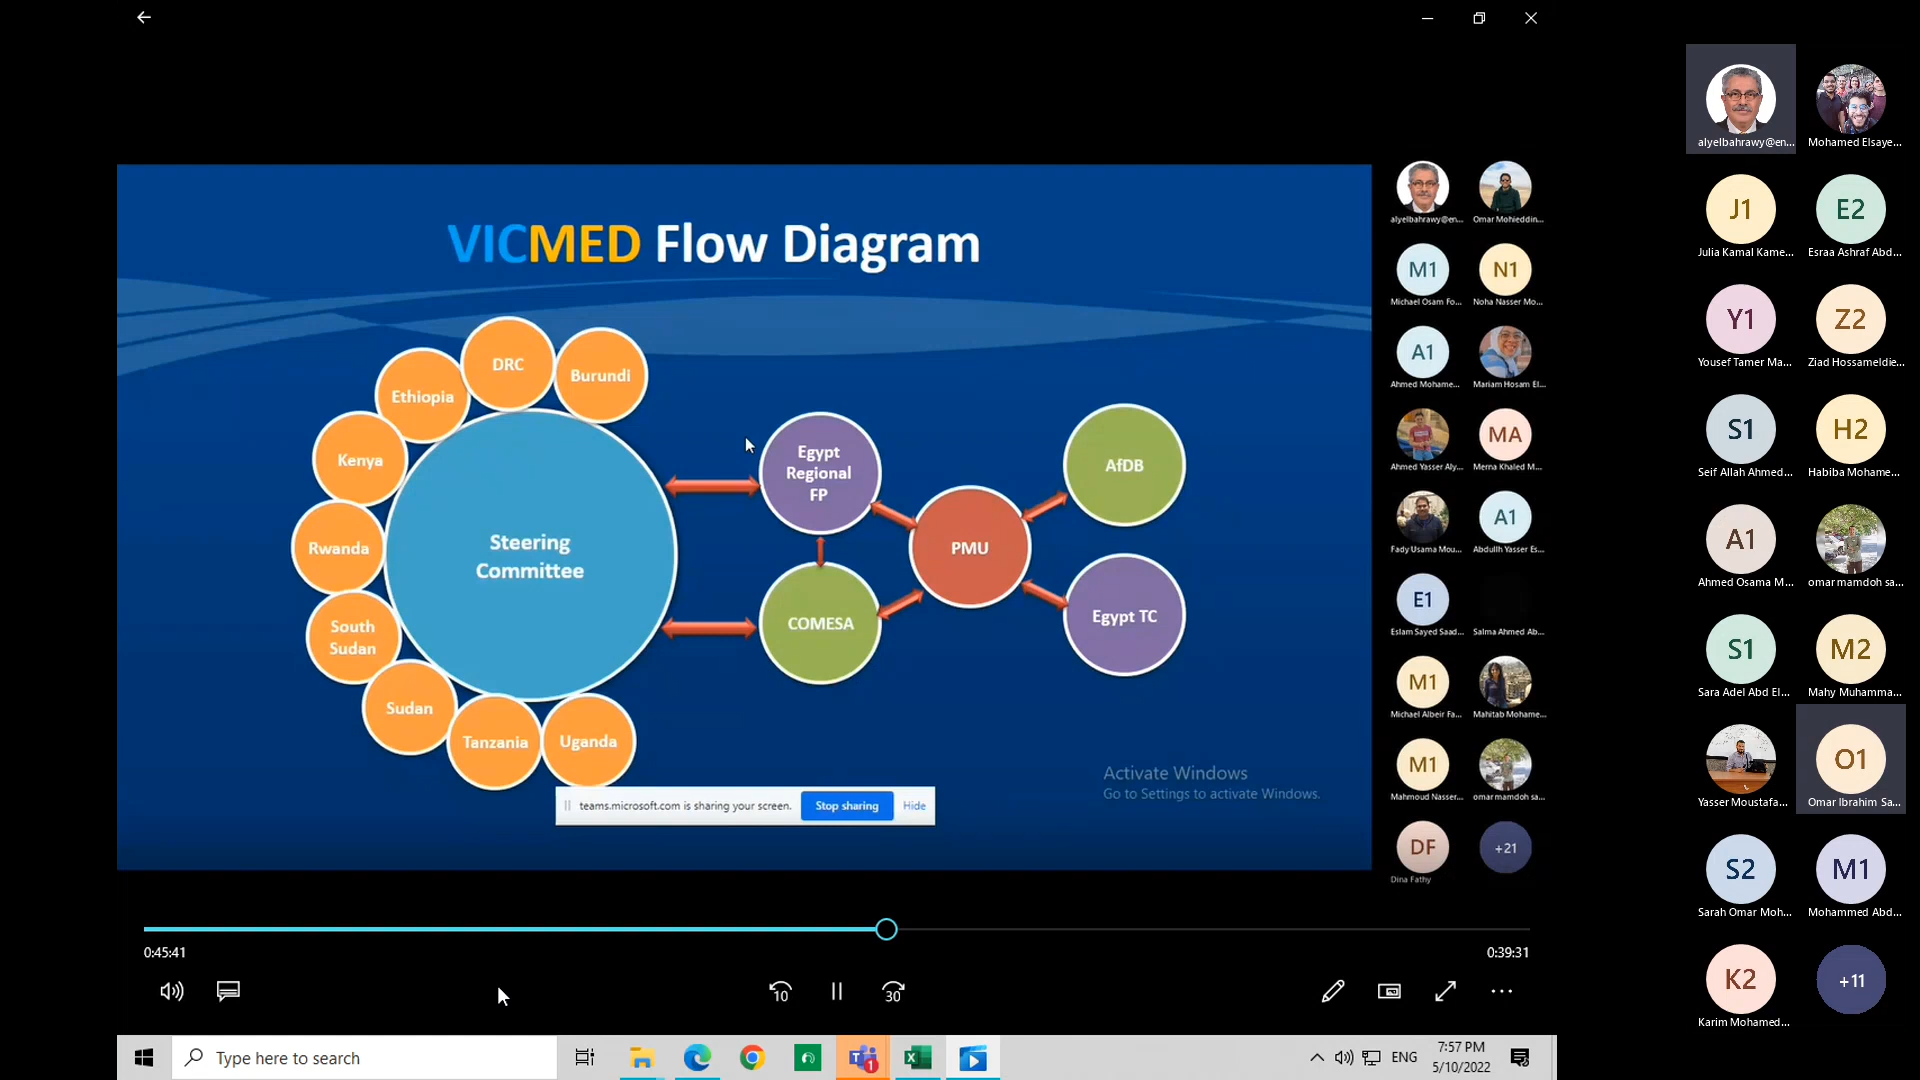 VICMED Flow Diagram
DRC
Burundi
Ethiopia
Kenya
Rwanda
South
Sudan
Sudan
Tanzania
Uganda
Steering
Committee
Egypt
Regional
FP
COMESA
PMU
AfDB
Egypt TC
Activate Windows
Go to Settings to activate Windows.
teams.microsoft.com is sharing your screen.
Stop sharing
Hide
alyelbahrawy@en...
Omar Mohieddin...
M1
N1
Michael Osam Fo...
Noha Nasser Mo...
A1
Ahmed Mohame...
Mariam Hosam El...
MA
Ahmed Yasser Aly...
Merna Khaled M...
A1
Fady Usama Mou...
Abdullh Yasser Es...
E1
Eslam Sayed Saad...
Salma Ahmed Ab...
M1
Michael Albeir Fa...
Mahitab Mohame...
M1
Mahmoud Nasser...
omar mamdoh sa...
DF
+21
Dina Fathy
0:45:41
0:39:31
10
30
Type here to search
1
ENG
7:57 PM
5/10/2022
alyelbahrawy@en...
Mohamed Elsaye...
J1
E2
Julia Kamal Kame...
Esraa Ashraf Abd...
Y1
Z2
Yousef Tamer Ma...
Ziad Hossameldie...
S1
H2
Seif Allah Ahmed...
Habiba Mohame...
A1
Ahmed Osama M...
omar mamdoh sa...
S1
M2
Sara Adel Abd El...
Mahy Muhamma...
O1
Yasser Moustafa...
Omar Ibrahim Sa...
S2
M1
Sarah Omar Moh...
Mohammed Abd...
K2
+11
Karim Mohamed...